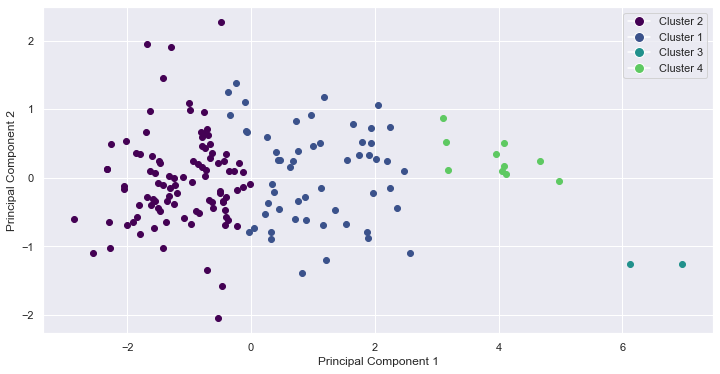 Cluster 2
Cluster 1
Cluster 3
Cluster 4
2
1
0
−1
−2
Principal Component 2
−2
0
2
4
6
Principal Component 1